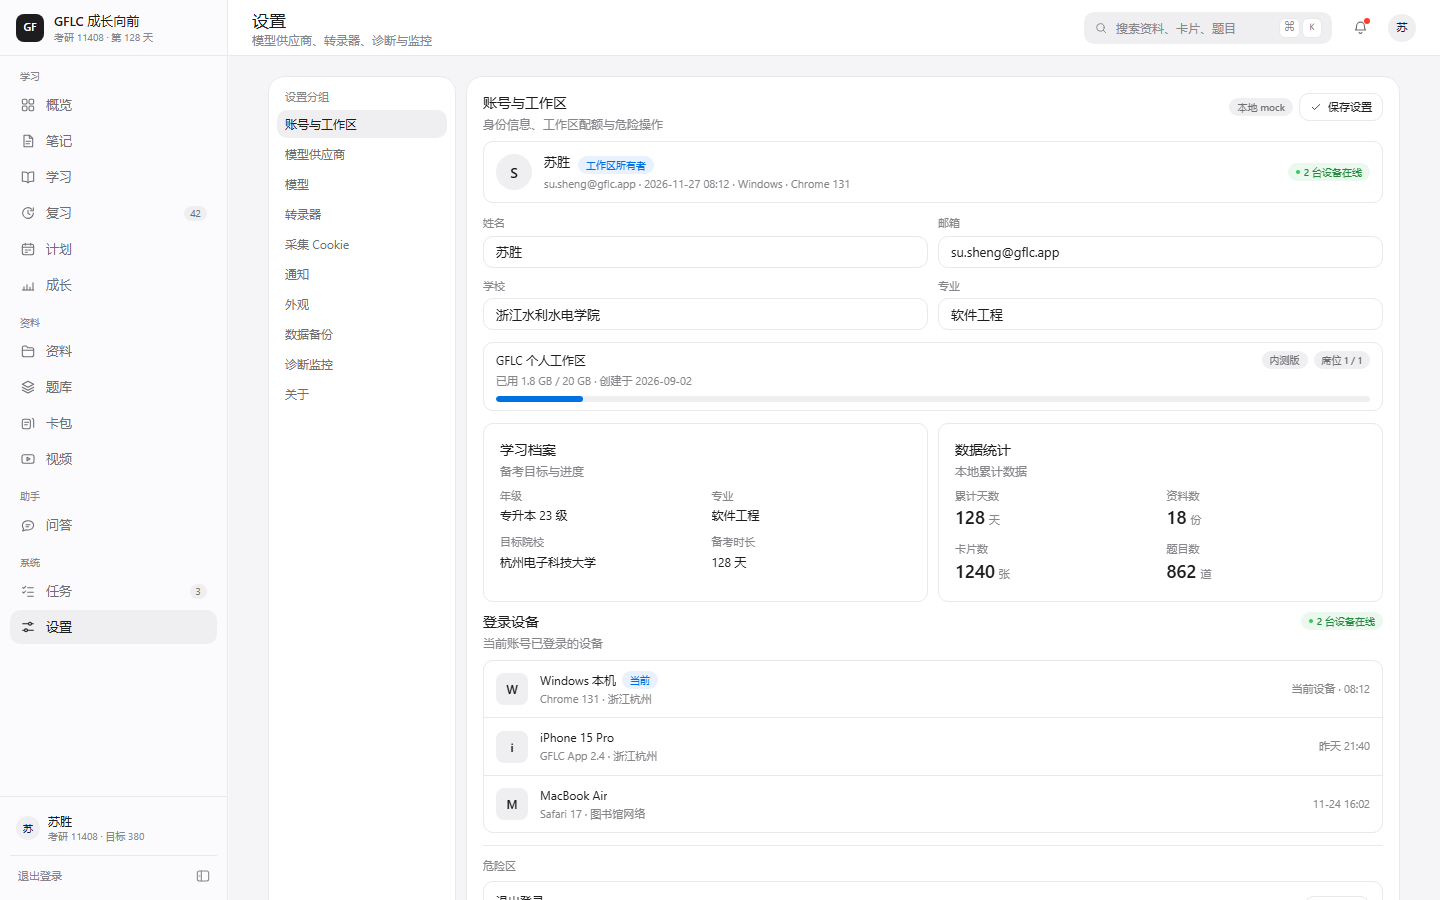 GF
GFLC 成长向前
考研 11408 · 第 128 天
学习
概览
笔记
学习
复习
42
计划
成长
资料
资料
题库
卡包
视频
助手
问答
系统
任务
3
设置
苏
苏胜
考研 11408 · 目标 380
退出登录
设置
模型供应商、转录器、诊断与监控
搜索资料、卡片、题目
⌘
K
苏
设置分组
账号与工作区
模型供应商
模型
转录器
采集 Cookie
通知
外观
数据备份
诊断监控
关于
账号与工作区
身份信息、工作区配额与危险操作
本地 mock
保存设置
S
苏胜
工作区所有者
su.sheng@gflc.app · 2026-11-27 08:12 · Windows · Chrome 131
2 台设备在线
姓名
苏胜
邮箱
su.sheng@gflc.app
学校
浙江水利水电学院
专业
软件工程
GFLC 个人工作区
已用 1.8 GB / 20 GB · 创建于 2026-09-02
内测版
席位 1 / 1
学习档案
备考目标与进度
年级
专升本 23 级
专业
软件工程
目标院校
杭州电子科技大学
备考时长
128 天
数据统计
本地累计数据
累计天数
128 天
资料数
18 份
卡片数
1240 张
题目数
862 道
登录设备
当前账号已登录的设备
2 台设备在线
W
Windows 本机
当前
Chrome 131 · 浙江杭州
当前设备 · 08:12
i
iPhone 15 Pro
GFLC App 2.4 · 浙江杭州
昨天 21:40
M
MacBook Air
Safari 17 · 图书馆网络
11-24 16:02
危险区
退出登录